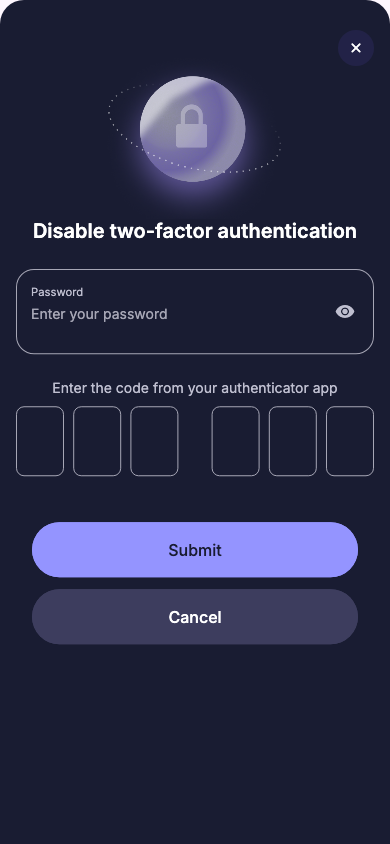 Disable two-factor authentication
Password
Enter your password
Enter the code from your authenticator app
Submit
Cancel